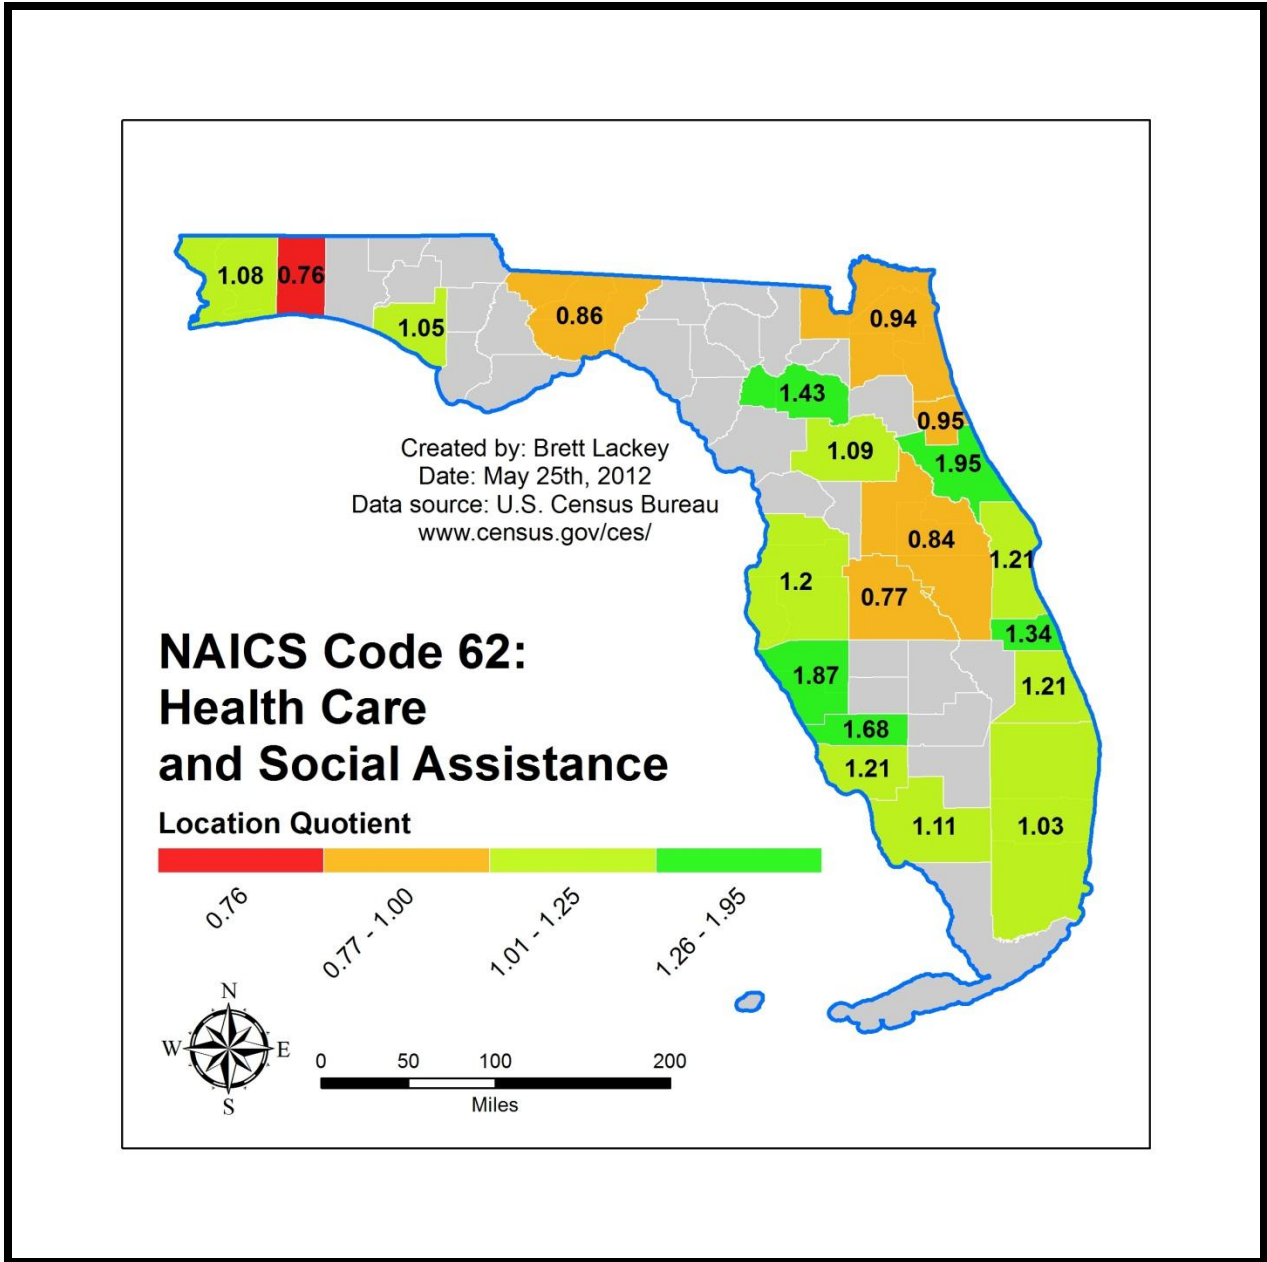 1.08 0.76
1.05
0.86
0.94
1.43
0.95
1.09
1.95
Created by: Brett Lackey
Date: May 25th, 2012
Data source: U.S. Census Bureau
www.census.gov/ces/
0.84
1.21
1.2
0.77
1.34
1.87
1.21
1.68
1.21
1.11
1.03
NAICS Code 62:
Health Care
and Social Assistance
Location Quotient
0.76
0.77 - 1.00
1.01 - 1.25
1.26 - 1.95
N
W E
S
0 50 100 200
Miles